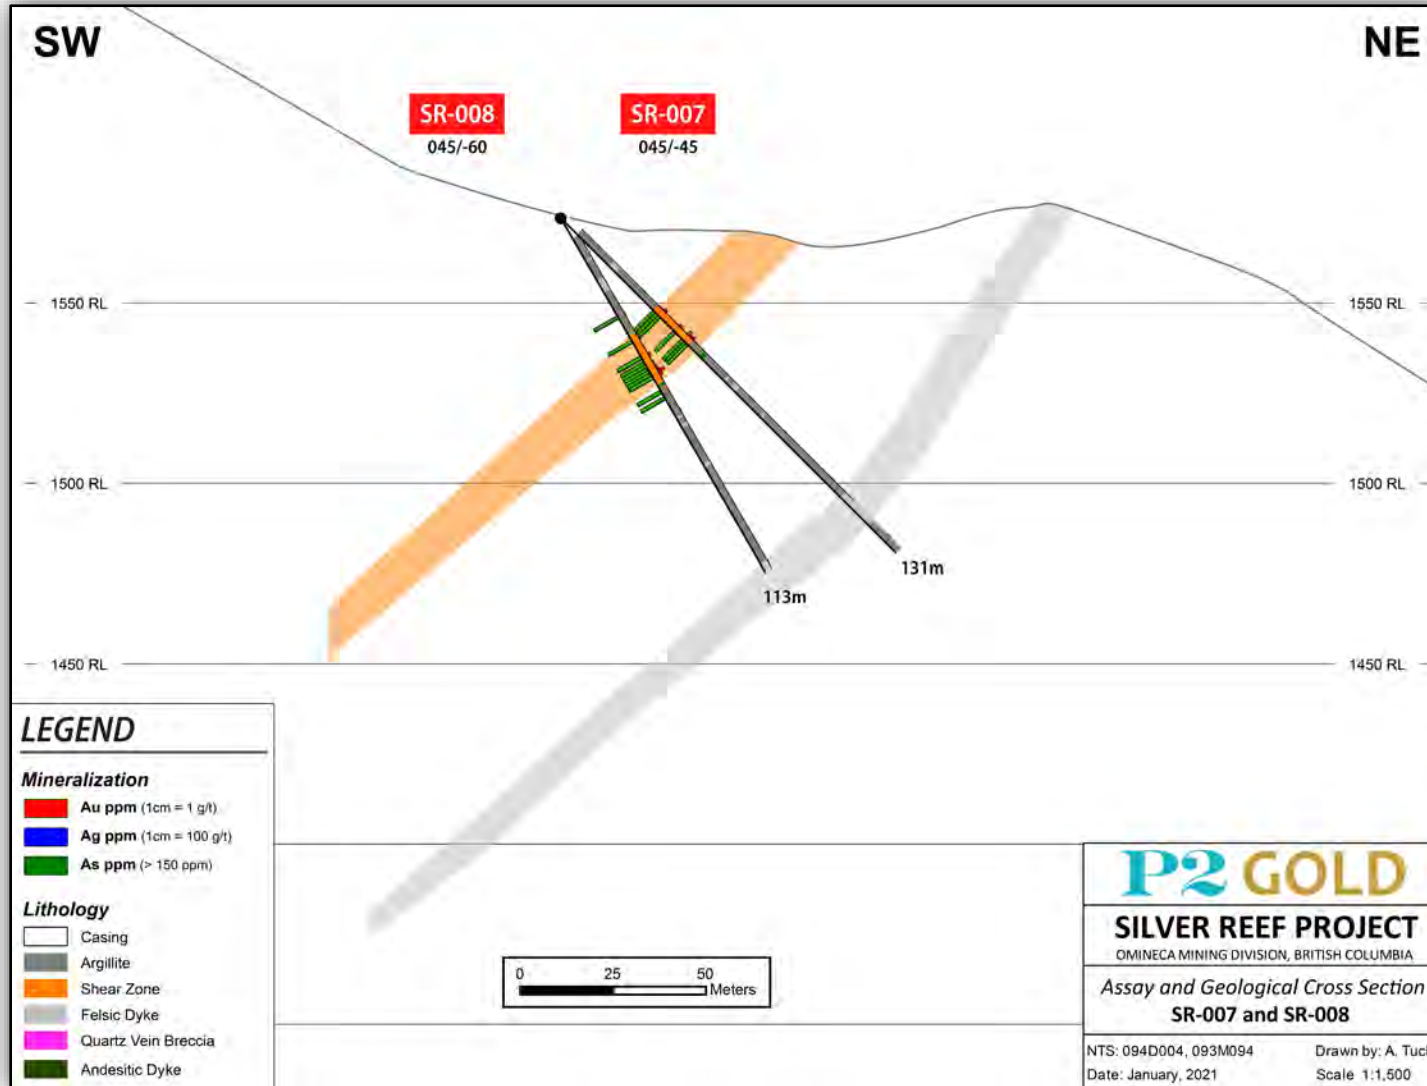 SW
NE
SR-008
SR-007
045/-60
045/-45
1550 RL
1550 RL
1500 RL
1500 RL
131m
113m
1450 RL
1450 RL
LEGEND
Mineralization
Au ppm (1cm = 1 g/t)
Ag ppm (1cm = 100 g/t)
As ppm (> 150 ppm)
Lithology
Casing
Argillite
Shear Zone
Felsic Dyke
Quartz Vein Breccia
Andesitic Dyke
0 25 50
Meters
P2 GOLD
SILVER REEF PROJECT
OMINECA MINING DIVISION, BRITISH COLUMBIA
Assay and Geological Cross Section
SR-007 and SR-008
NTS: 094D004, 093M094
Drawn by: A.
Date: January, 2021
Scale 1:1,500